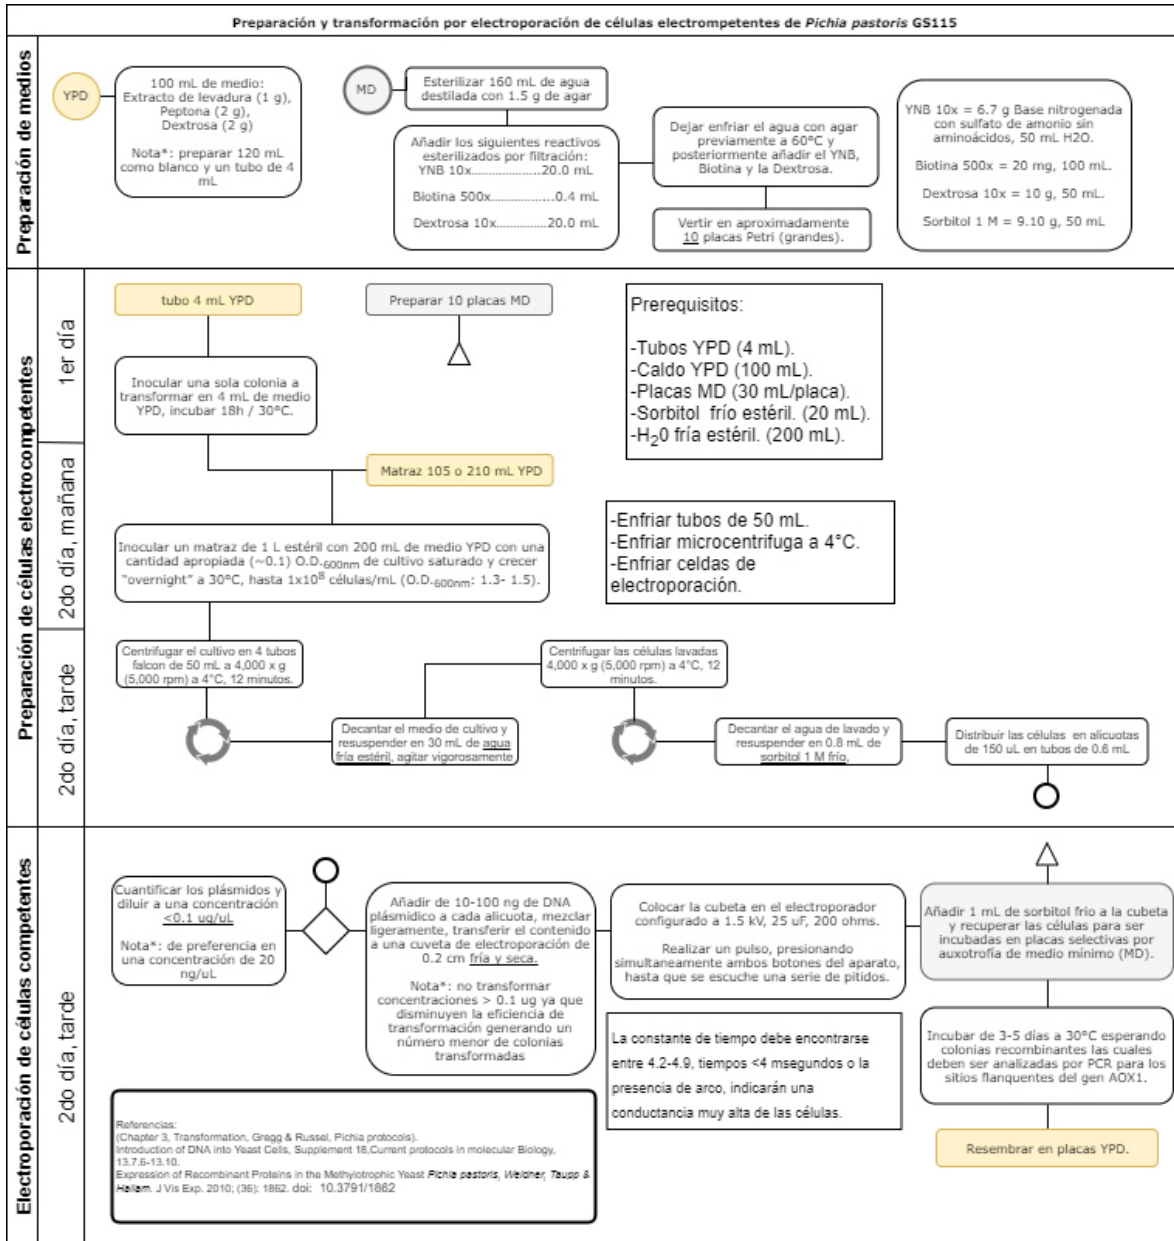 Preparación y transformación por electroporación de células electrompetentes de Pichia pastoris GS115
Preparación de medios
YPD
100 mL de medio:
Extracto de levadura (1 g),
Peptona (2 g),
Dextrosa (2 g)
Nota*: preparar 120 mL
como blanco y un tubo de 4
mL
MD
Esterilizar 160 mL de agua
destilada con 1.5 g de agar
Añadir los siguientes reactivos
esterilizados por filtración:
YNB 10x......................20.0 mL
Biotina 500x....................0.4 mL
Dextrosa 10x...............20.0 mL
Dejar enfriar el agua con agar
previamente a 60°C y
posteriormente añadir el YNB,
Biotina y la Dextrosa.
Vertir en aproximadamente
10 placas Petri (grandes).
YNB 10x = 6.7 g Base nitrogenada
con sulfato de amonio sin
aminoácidos, 50 mL H2O.
Biotina 500x = 20 mg, 100 mL.
Dextrosa 10x = 10 g, 50 mL.
Sorbitol 1 M = 9.10 g, 50 mL
Preparación de células electrocompetentes
1er día
tubo 4 mL YPD
Preparar 10 placas MD
Inocular una sola colonia a
transformar en 4 mL de medio
YPD, incubar 18h / 30°C.
Prerequisitos:
-Tubos YPD (4 mL).
-Caldo YPD (100 mL).
-Placas MD (30 mL/placa).
-Sorbitol frío estéril. (20 mL).
-H20 fría estéril. (200 mL).
2do día, mañana
Matraz 105 o 210 mL YPD
Inocular un matraz de 1 L estéril con 200 mL de medio YPD con una
cantidad apropiada (~0.1) O.D.600nm de cultivo saturado y crecer
"overnight" a 30°C, hasta 1x10⁸ células/mL (O.D.600nm: 1.3- 1.5).
-Enfriar tubos de 50 mL.
-Enfriar microcentrifuga a 4°C.
-Enfriar celdas de
electroporación.
2do día, tarde
Centrifugar el cultivo en 4 tubos
falcon de 50 mL a 4,000 x g
(5,000 rpm) a 4°C, 12 minutos.
Decantar el medio de cultivo y
resuspender en 30 mL de agua
fria estéril, agitar vigorosamente
Centrifugar las células lavadas
4,000 x g (5,000 rpm) a 4°C, 12
minutos.
Decantar el agua de lavado y
resuspender en 0.8 mL de
sorbitol 1 M frío,
Distribuir las células en alicuotas
de 150 uL en tubos de 0.6 mL
Electroporación de células competentes
2do día, tarde
Cuantificar los plásmidos y
diluir a una concentración
<0.1 ug/uL
Nota*: de preferencia en
una concentración de 20
ng/uL
Añadir de 10-100 ng de DNA
plásmidico a cada alicuota, mezclar
ligeramente, transferir el contenido
a una cuveta de electroporación de
0.2 cm fría y seca.
Nota*: no transformar
concentraciones > 0.1 ug ya que
disminuyen la eficiencia de
transformación generando un
número menor de colonias
transformadas
Colocar la cubeta en el electroporador
configurado a 1.5 kV, 25 uF, 200 ohms.
Realizar un pulso, presionando
simultaneamente ambos botones del aparato,
hasta que se escuche una serie de pitidos.
La constante de tiempo debe encontrarse
entre 4.2-4.9, tiempos <4 msegundos o la
presencia de arco, indicarán una
conductancia muy alta de las células.
Añadir 1 mL de sorbitol frio a la cubeta
y recuperar las células para ser
incubadas en placas selectivas por
auxotrofía de medio mínimo (MD).
Incubar de 3-5 días a 30°C esperando
colonias recombinantes las cuales
deben ser analizadas por PCR para los
sitios flanquentes del gen AOX1.
Resembrar en placas YPD.
Referencias:
(Chapter 3, Transformation, Gregg & Russel, Pichia protocols).
Introduction of DNA into Yeast Cells, Supplement 18,Current protocols in molecular Biology,
13.7.6-13.10.
Expression of Recombinant Proteins in the Methylotrophic Yeast Pichia pastoris, Weidner, Taupp &
Hallam. J Vis Exp. 2010; (36): 1862. doi: 10.3791/1862